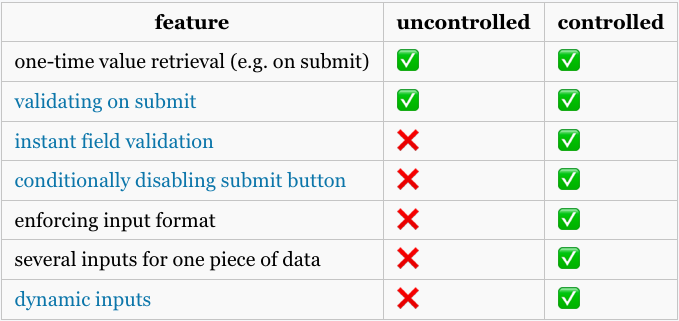 feature uncontrolled controlled
one-time value retrieval (e.g. on submit) ✅ ✅
validating on submit ✅ ✅
instant field validation ❌ ✅
conditionally disabling submit button ❌ ✅
enforcing input format ❌ ✅
several inputs for one piece of data ❌ ✅
dynamic inputs ❌ ✅